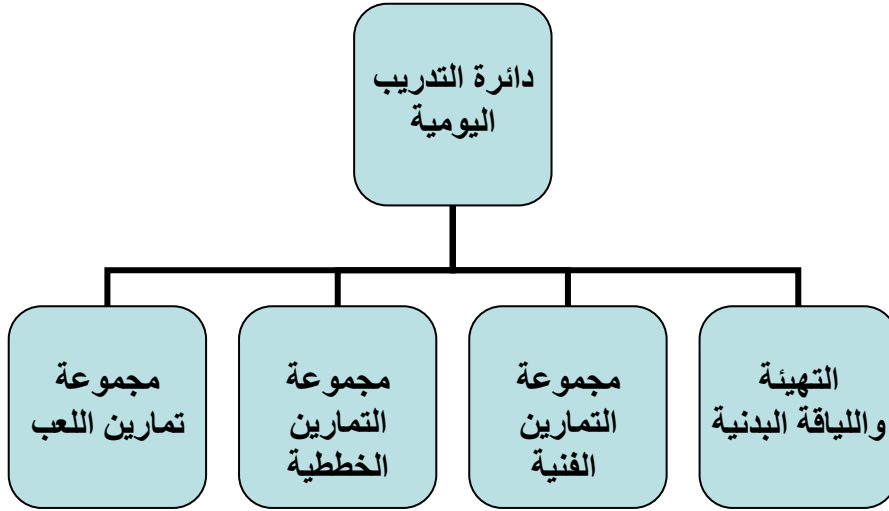 دائرة التدريب
اليومية
التهيئة
واللياقة البدنية
مجموعة
التمارين
الفنية
مجموعة
التمارين
الخططية
مجموعة
تمارين اللعب